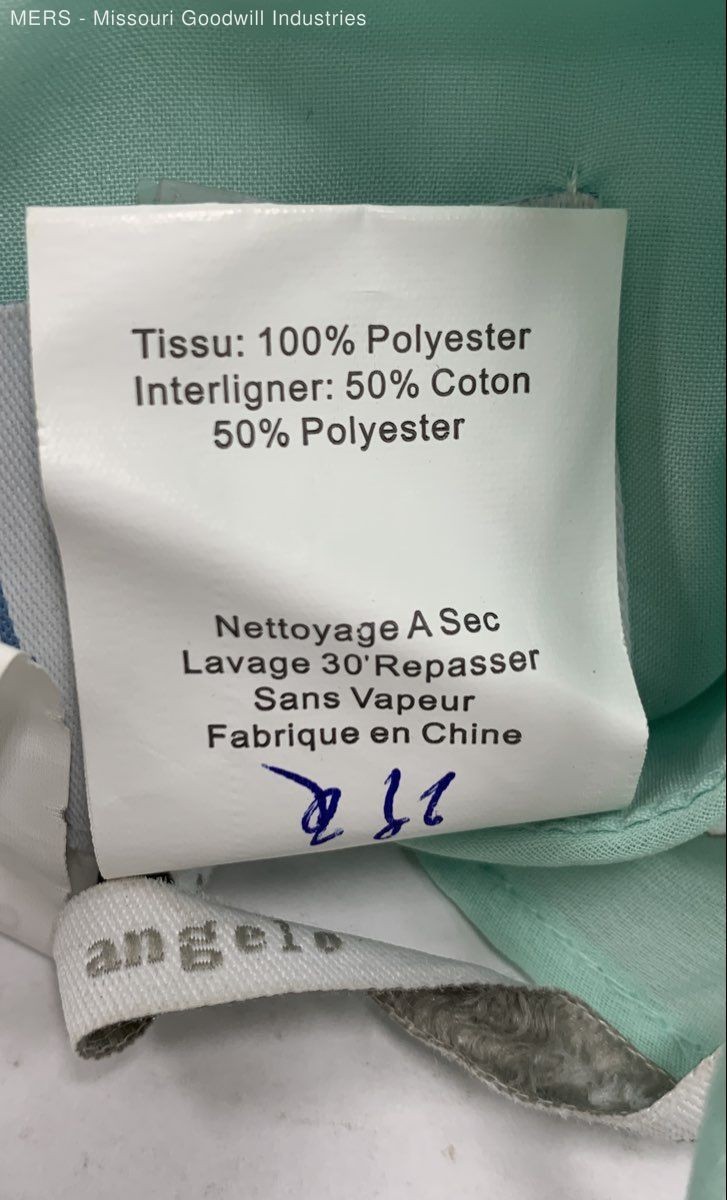 MERS - Missouri Goodwill Industries
Tissu: 100% Polyester
Interligner: 50% Coton
50% Polyester
Nettoyage A Sec
Lavage 30'Repasser
Sans Vapeur
Fabrique en Chine
angelo